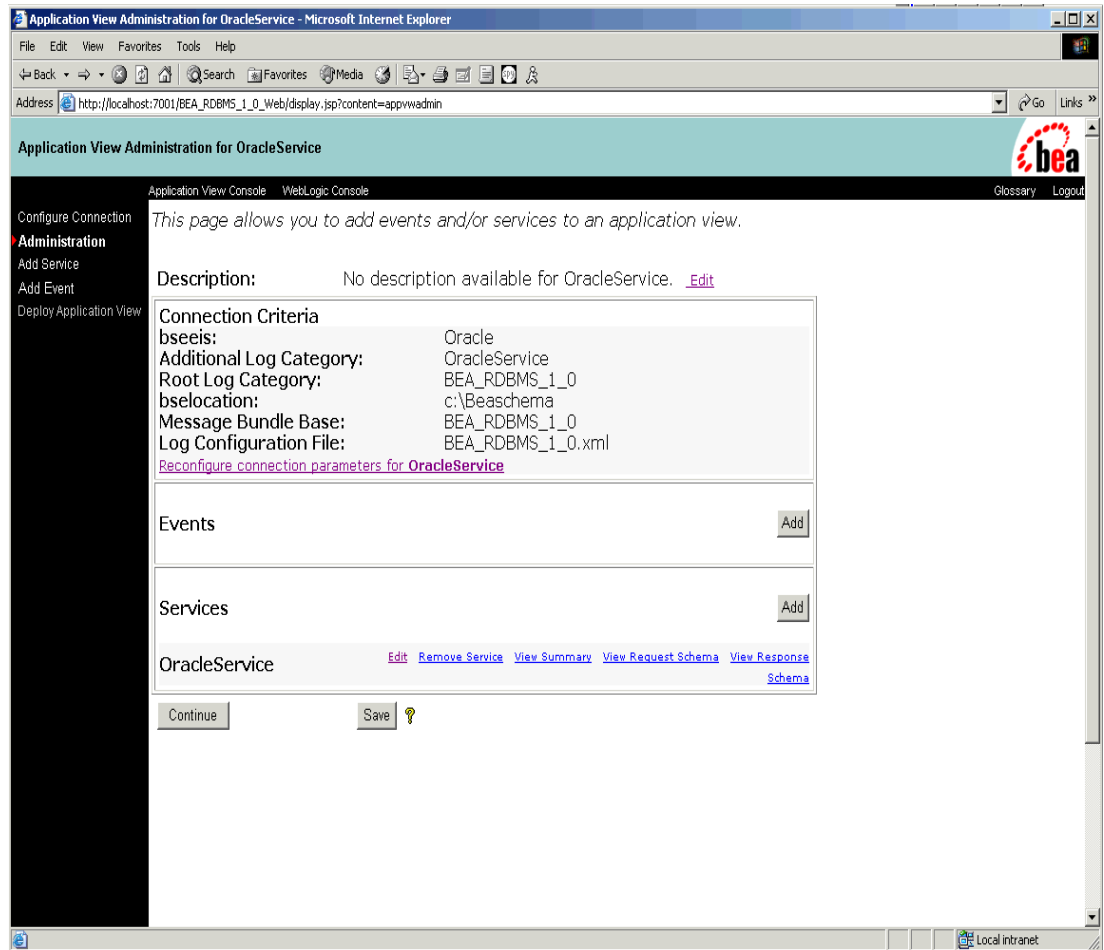 Application View Administration for OracleService - Microsoft Internet Explorer
File Edit View Favorites Tools Help
Back Search Favorites Media
Address http://localhost:7001/BEA_RDBMS_1_0_Web/display.jsp?content=appvwadmin Go Links »
Application View Administration for OracleService
bea
Application View Console WebLogic Console Glossary Logout
Configure Connection
Administration
Add Service
Add Event
Deploy Application View
This page allows you to add events and/or services to an application view.
Description: No description available for OracleService. Edit
Connection Criteria
bseeis: Oracle
Additional Log Category: OracleService
Root Log Category: BEA_RDBMS_1_0
bselocation: c:\Beaschema
Message Bundle Base: BEA_RDBMS_1_0
Log Configuration File: BEA_RDBMS_1_0.xml
Reconfigure connection parameters for OracleService
Events Add
Services Add
OracleService Edit Remove Service View Summary View Request Schema View Response
Schema
Continue Save ?
Local intranet